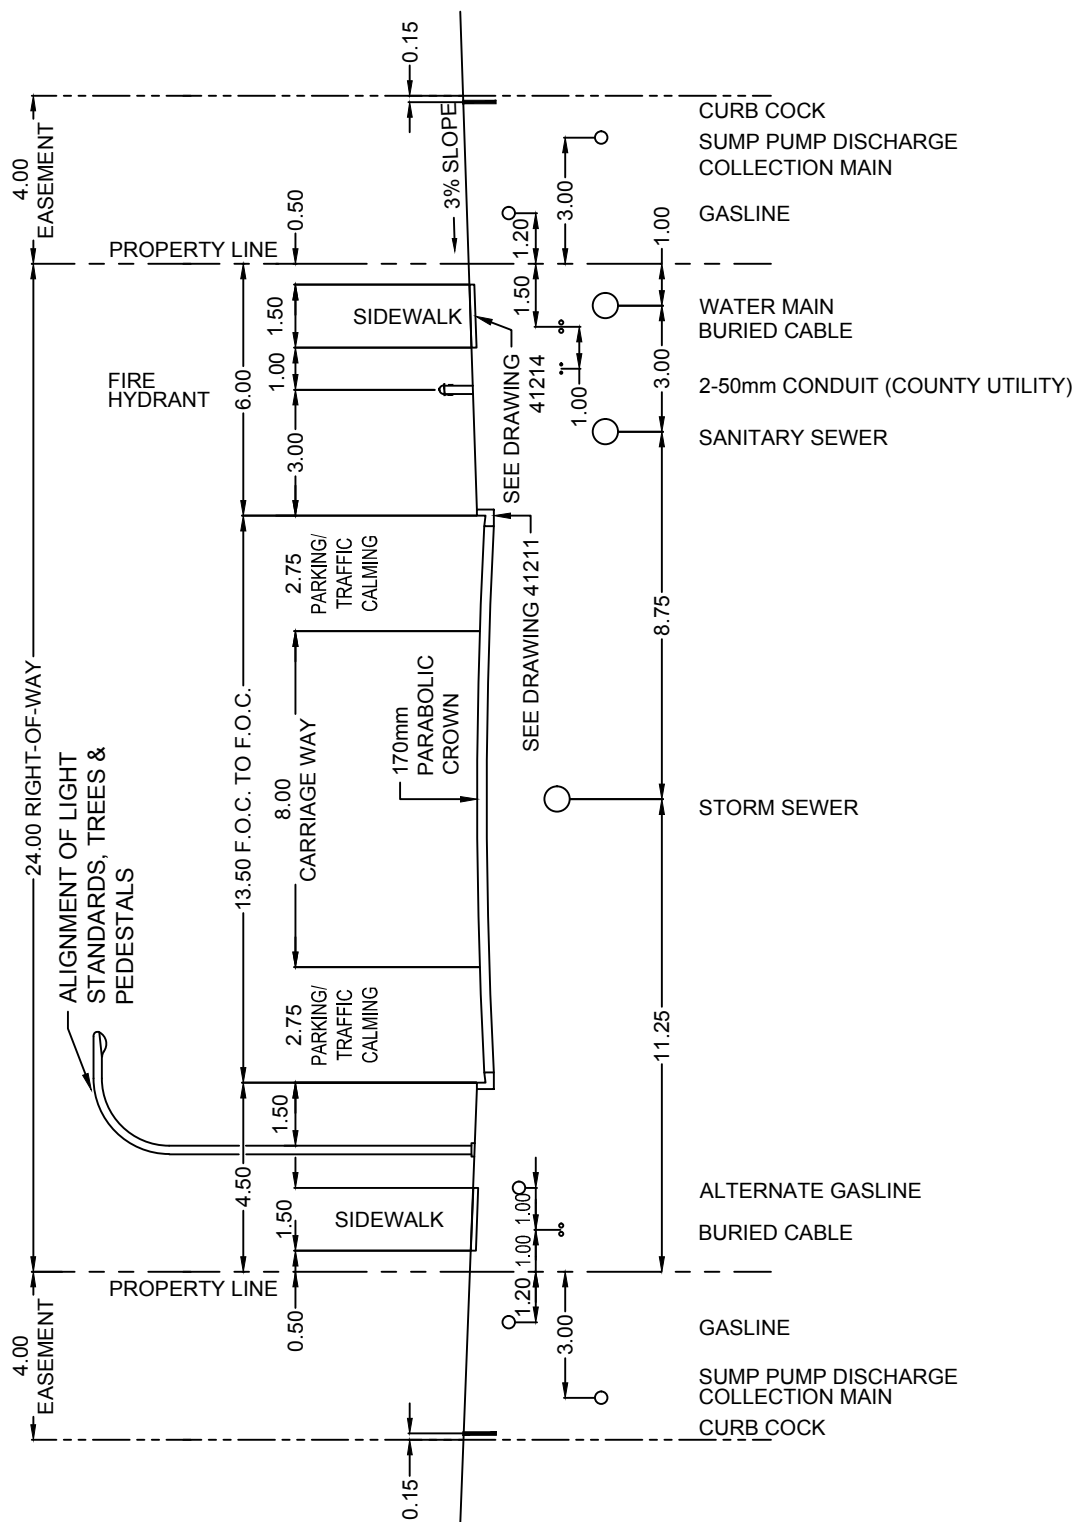 0.15
4.00
EASEMENT
3% SLOPE
CURB COCK
SUMP PUMP DISCHARGE
COLLECTION MAIN
3.00
GASLINE
1.20
0.50
1.00
PROPERTY LINE
1.50
SIDEWALK
1.50
WATER MAIN
BURIED CABLE
SEE DRAWING
41214
3.00
1.00
FIRE
HYDRANT
6.00
1.00
2-50mm CONDUIT (COUNTY UTILITY)
SANITARY SEWER
3.00
2.75
PARKING/
TRAFFIC
CALMING
SEE DRAWING 41211
8.75
24.00 RIGHT-OF-WAY
13.50 F.O.C. TO F.O.C.
8.00
CARRIAGE WAY
170mm
PARABOLIC
CROWN
STORM SEWER
ALIGNMENT OF LIGHT
STANDARDS, TREES &
PEDESTALS
2.75
PARKING/
TRAFFIC
CALMING
11.25
1.50
4.50
ALTERNATE GASLINE
1.00
1.50
SIDEWALK
BURIED CABLE
1.00
PROPERTY LINE
0.50
1.20
GASLINE
3.00
4.00
EASEMENT
SUMP PUMP DISCHARGE
COLLECTION MAIN
CURB COCK
0.15